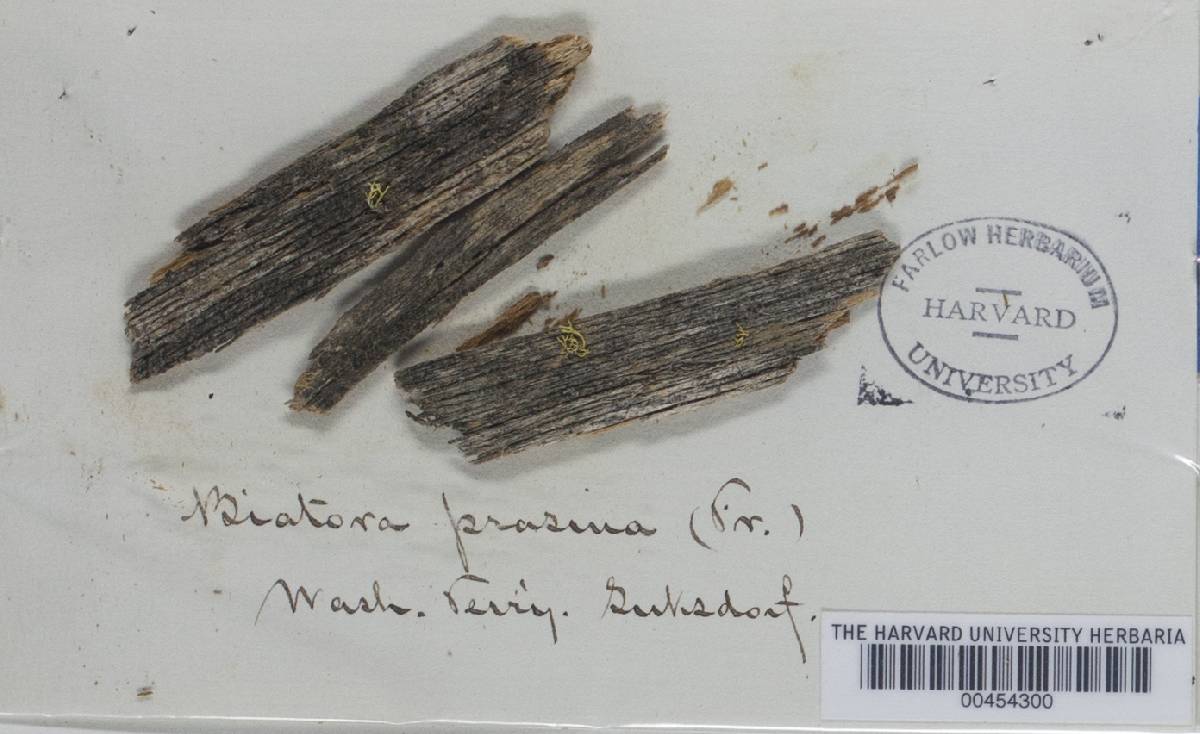 FARLOW HERBARIUM
HARVARD
UNIVERSITY
Biatora prasina (Fr.)
Wash. Terr'y. Suksdorf.
THE HARVARD UNIVERSITY HERBARIA
00454300